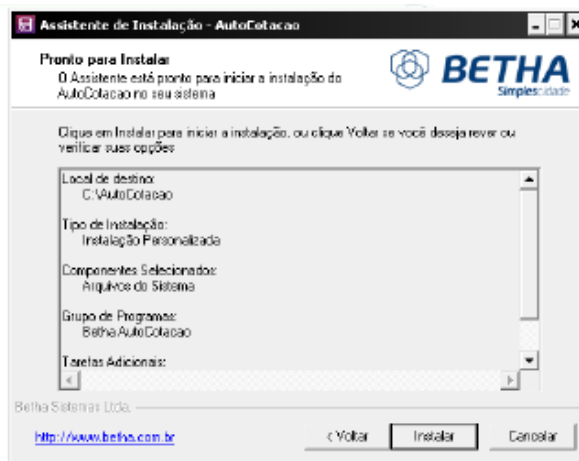 Assistente de Instalação - AutoCotacao
Pronto para Instalar
O Assistente está pronto para iniciar a instalação do
AutoCotacao no seu sistema
BETHA
Simplescidade
Clique em Instalar para iniciar a instalação, ou clique Voltar se você deseja rever ou
verificar suas opções
Local de destino:
C:\AutoCotacao
Tipo de Instalação:
Instalação Personalizada
Componentes Selecionados:
Arquivos do Sistema
Grupo de Programas:
Betha AutoCotacao
Tarefas Adicionais:
Betha Sistemas Ltda.
http://www.betha.com.br
< Voltar
Instalar
Cancelar